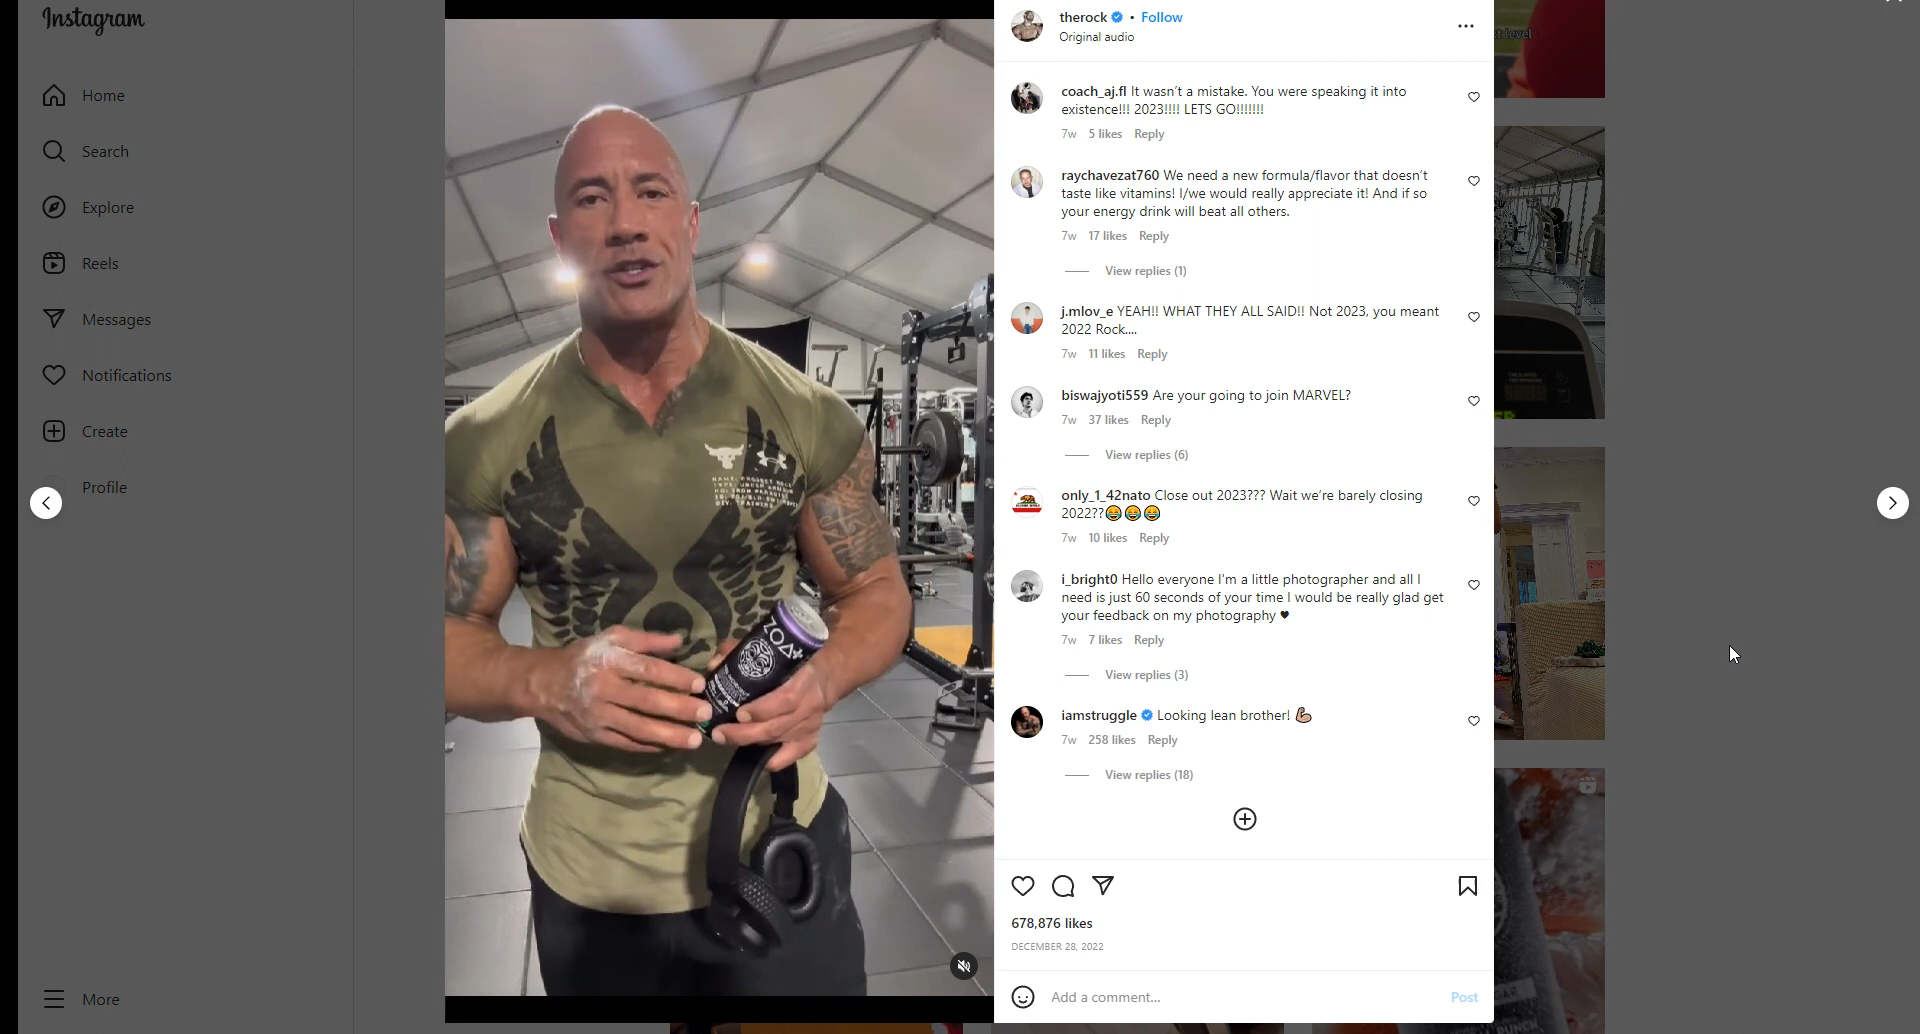 Instagram
Home
Search
Explore
Reels
Messages
Notifications
Create
Profile
More
ZOA+
therock • Follow
Original audio
coach_aj.fl It wasn't a mistake. You were speaking it into
existence!!! 2023!!!! LETS GO!!!!!!!
7w 5 likes Reply
raychavezat760 We need a new formula/flavor that doesn't
taste like vitamins! I/we would really appreciate it! And if so
your energy drink will beat all others.
7w 17 likes Reply
View replies (1)
j.mlov_e YEAH!! WHAT THEY ALL SAID!! Not 2023, you meant
2022 Rock....
7w 11 likes Reply
biswajyoti559 Are your going to join MARVEL?
7w 37 likes Reply
View replies (6)
only_1_42nato Close out 2023??? Wait we're barely closing
2022??😂😂😂
7w 10 likes Reply
i_bright0 Hello everyone I'm a little photographer and all I
need is just 60 seconds of your time I would be really glad get
your feedback on my photography ♥
7w 7 likes Reply
View replies (3)
iamstruggle Looking lean brother! 💪🏽
7w 258 likes Reply
View replies (18)
678,876 likes
DECEMBER 28, 2022
Add a comment... Post
level